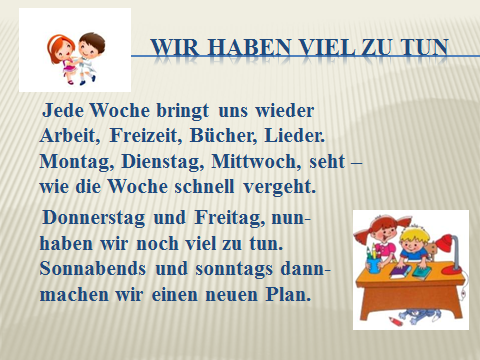 WIR HABEN VIEL ZU TUN
Jede Woche bringt uns wieder
Arbeit, Freizeit, Bücher, Lieder.
Montag, Dienstag, Mittwoch, seht –
wie die Woche schnell vergeht.
Donnerstag und Freitag, nun-
haben wir noch viel zu tun.
Sonnabends und sonntags dann-
machen wir einen neuen Plan.